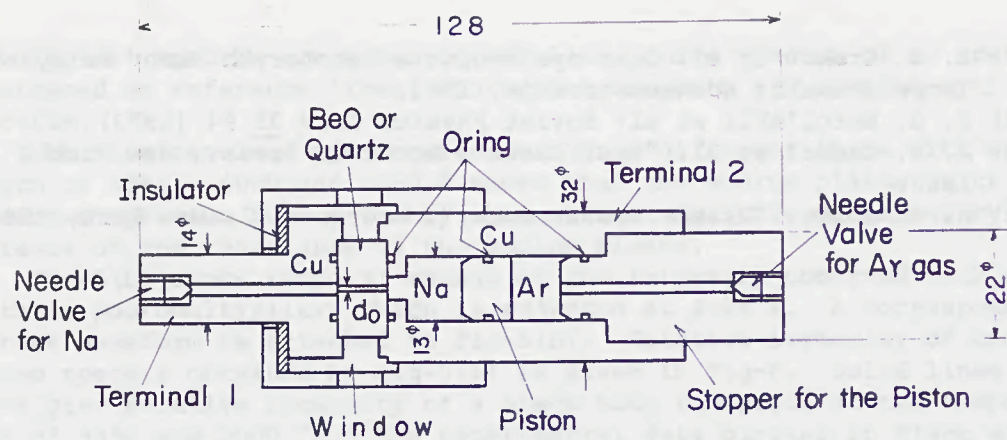 128
BeO or
Quartz
Oring
Insulator
14φ
32φ
Terminal 2
Needle
Valve
for Ar gas
Cu
Cu
Na
Ar
Needle
Valve
for Na
do
13φ
22φ
Terminal 1
Window
Piston
Stopper for the Piston